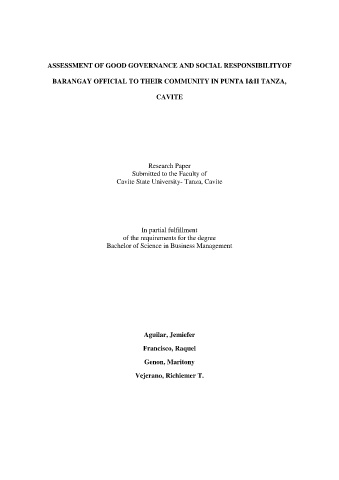 ASSESSMENT OF GOOD GOVERNANCE AND SOCIAL RESPONSIBILITYOF
BARANGAY OFFICIAL TO THEIR COMMUNITY IN PUNTA I&II TANZA,
CAVITE
Research Paper
Submitted to the Faculty of
Cavite State University- Tanza, Cavite
In partial fulfillment
of the requirements for the degree
Bachelor of Science in Business Management
Aguilar, Jemiefer
Francisco, Raquel
Genon, Maritony
Vejerano, Richiemer T.